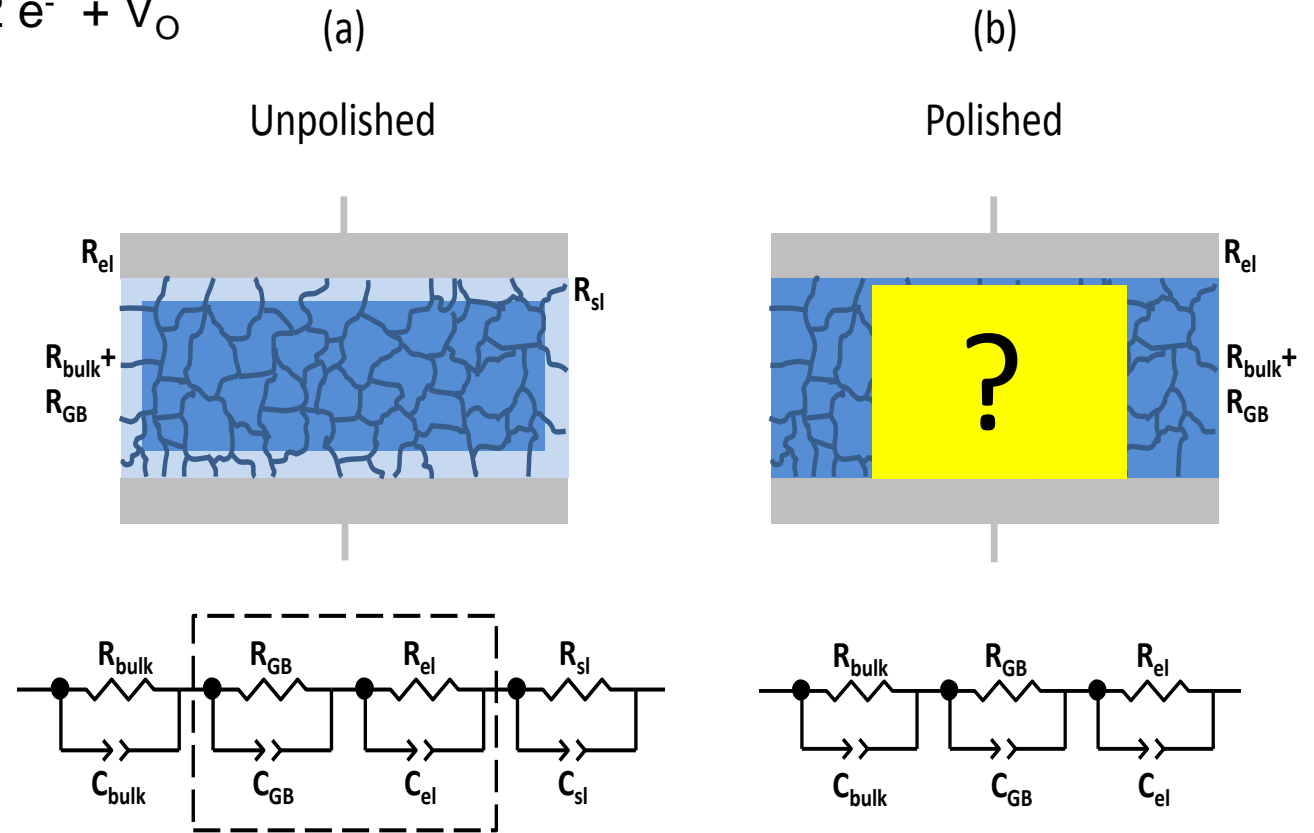 2 e⁻ + V_O
(a)
(b)
Unpolished
Polished
R_el
R_sl
R_bulk+
R_GB
R_el
R_bulk+
R_GB
?
R_bulk R_GB R_el R_sl
C_bulk C_GB C_el C_sl
R_bulk R_GB R_el
C_bulk C_GB C_el